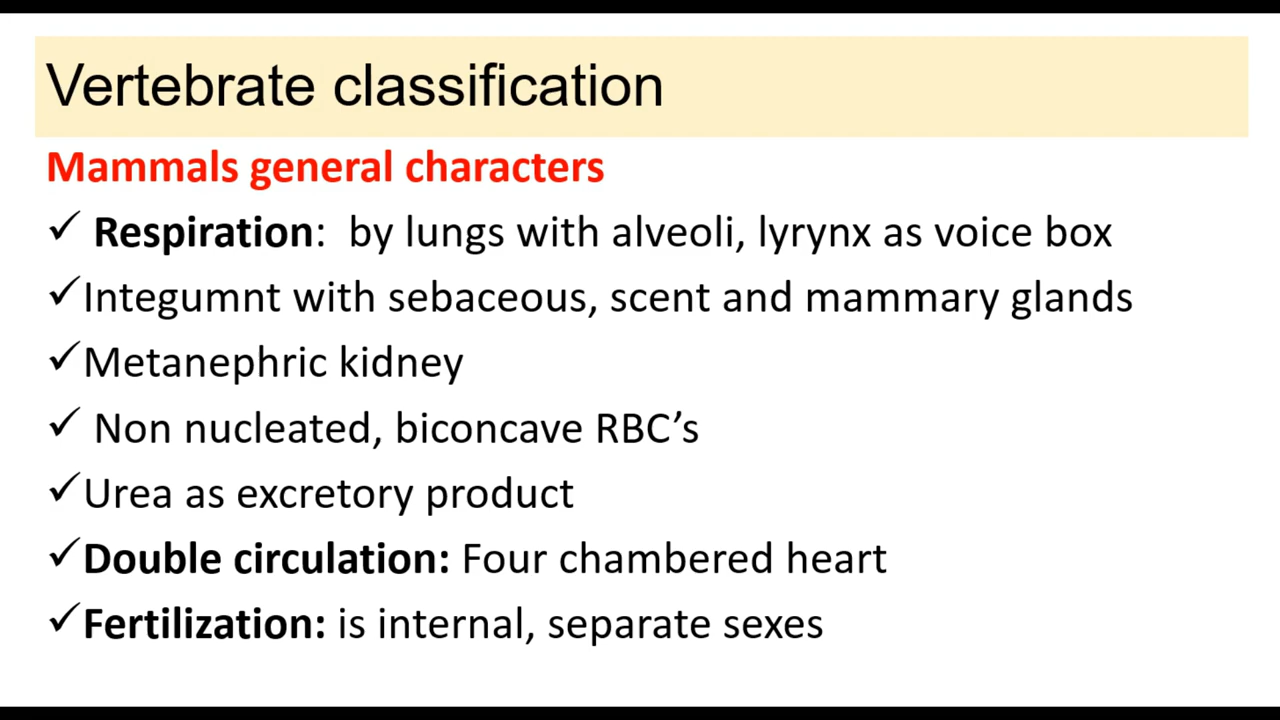 Vertebrate classification
Mammals general characters
✓ Respiration: by lungs with alveoli, lyrynx as voice box
✓Integumnt with sebaceous, scent and mammary glands
✓Metanephric kidney
✓ Non nucleated, biconcave RBC’s
✓Urea as excretory product
✓Double circulation: Four chambered heart
✓Fertilization: is internal, separate sexes